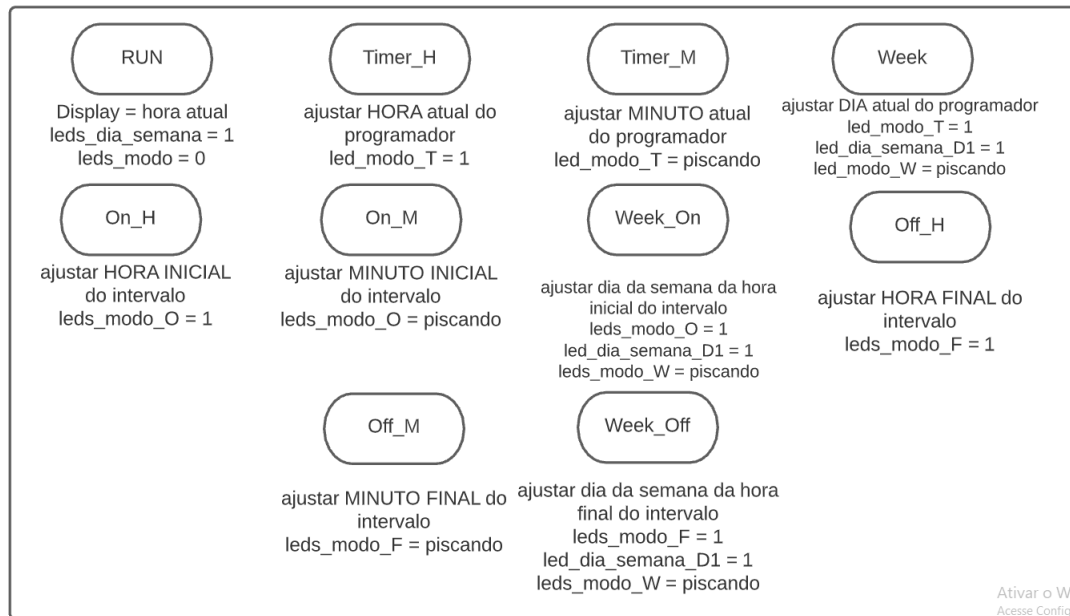 RUN
Display = hora atual
leds_dia_semana = 1
leds_modo = 0
Timer_H
ajustar HORA atual do
programador
led_modo_T = 1
Timer_M
ajustar MINUTO atual
do programador
led_modo_T = piscando
Week
ajustar DIA atual do programador
led_modo_T = 1
led_dia_semana_D1 = 1
led_modo_W = piscando
On_H
ajustar HORA INICIAL
do intervalo
leds_modo_O = 1
On_M
ajustar MINUTO INICIAL
do intervalo
leds_modo_O = piscando
Week_On
ajustar dia da semana da hora
inicial do intervalo
leds_modo_O = 1
led_dia_semana_D1 = 1
leds_modo_W = piscando
Off_H
ajustar HORA FINAL do
intervalo
leds_modo_F = 1
Off_M
ajustar MINUTO FINAL do
intervalo
leds_modo_F = piscando
Week_Off
ajustar dia da semana da hora
final do intervalo
leds_modo_F = 1
led_dia_semana_D1 = 1
leds_modo_W = piscando
Ativar o W
Acesse Config